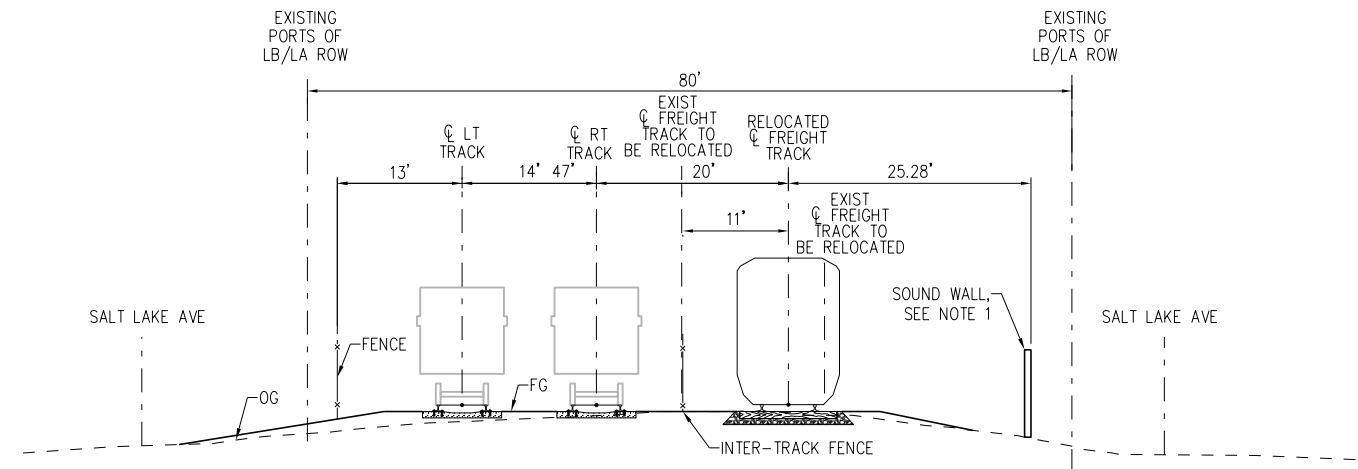 EXISTING
PORTS OF
LB/LA ROW
EXISTING
PORTS OF
LB/LA ROW
80'
℄ LT
TRACK
℄ RT
TRACK
EXIST
℄ FREIGHT
TRACK TO
BE RELOCATED
RELOCATED
℄ FREIGHT
TRACK
13'
14' 47'
20'
25.28'
11'
EXIST
℄ FREIGHT
TRACK TO
BE RELOCATED
SOUND WALL,
SEE NOTE 1
SALT LAKE AVE
SALT LAKE AVE
FENCE
FG
OG
INTER-TRACK FENCE